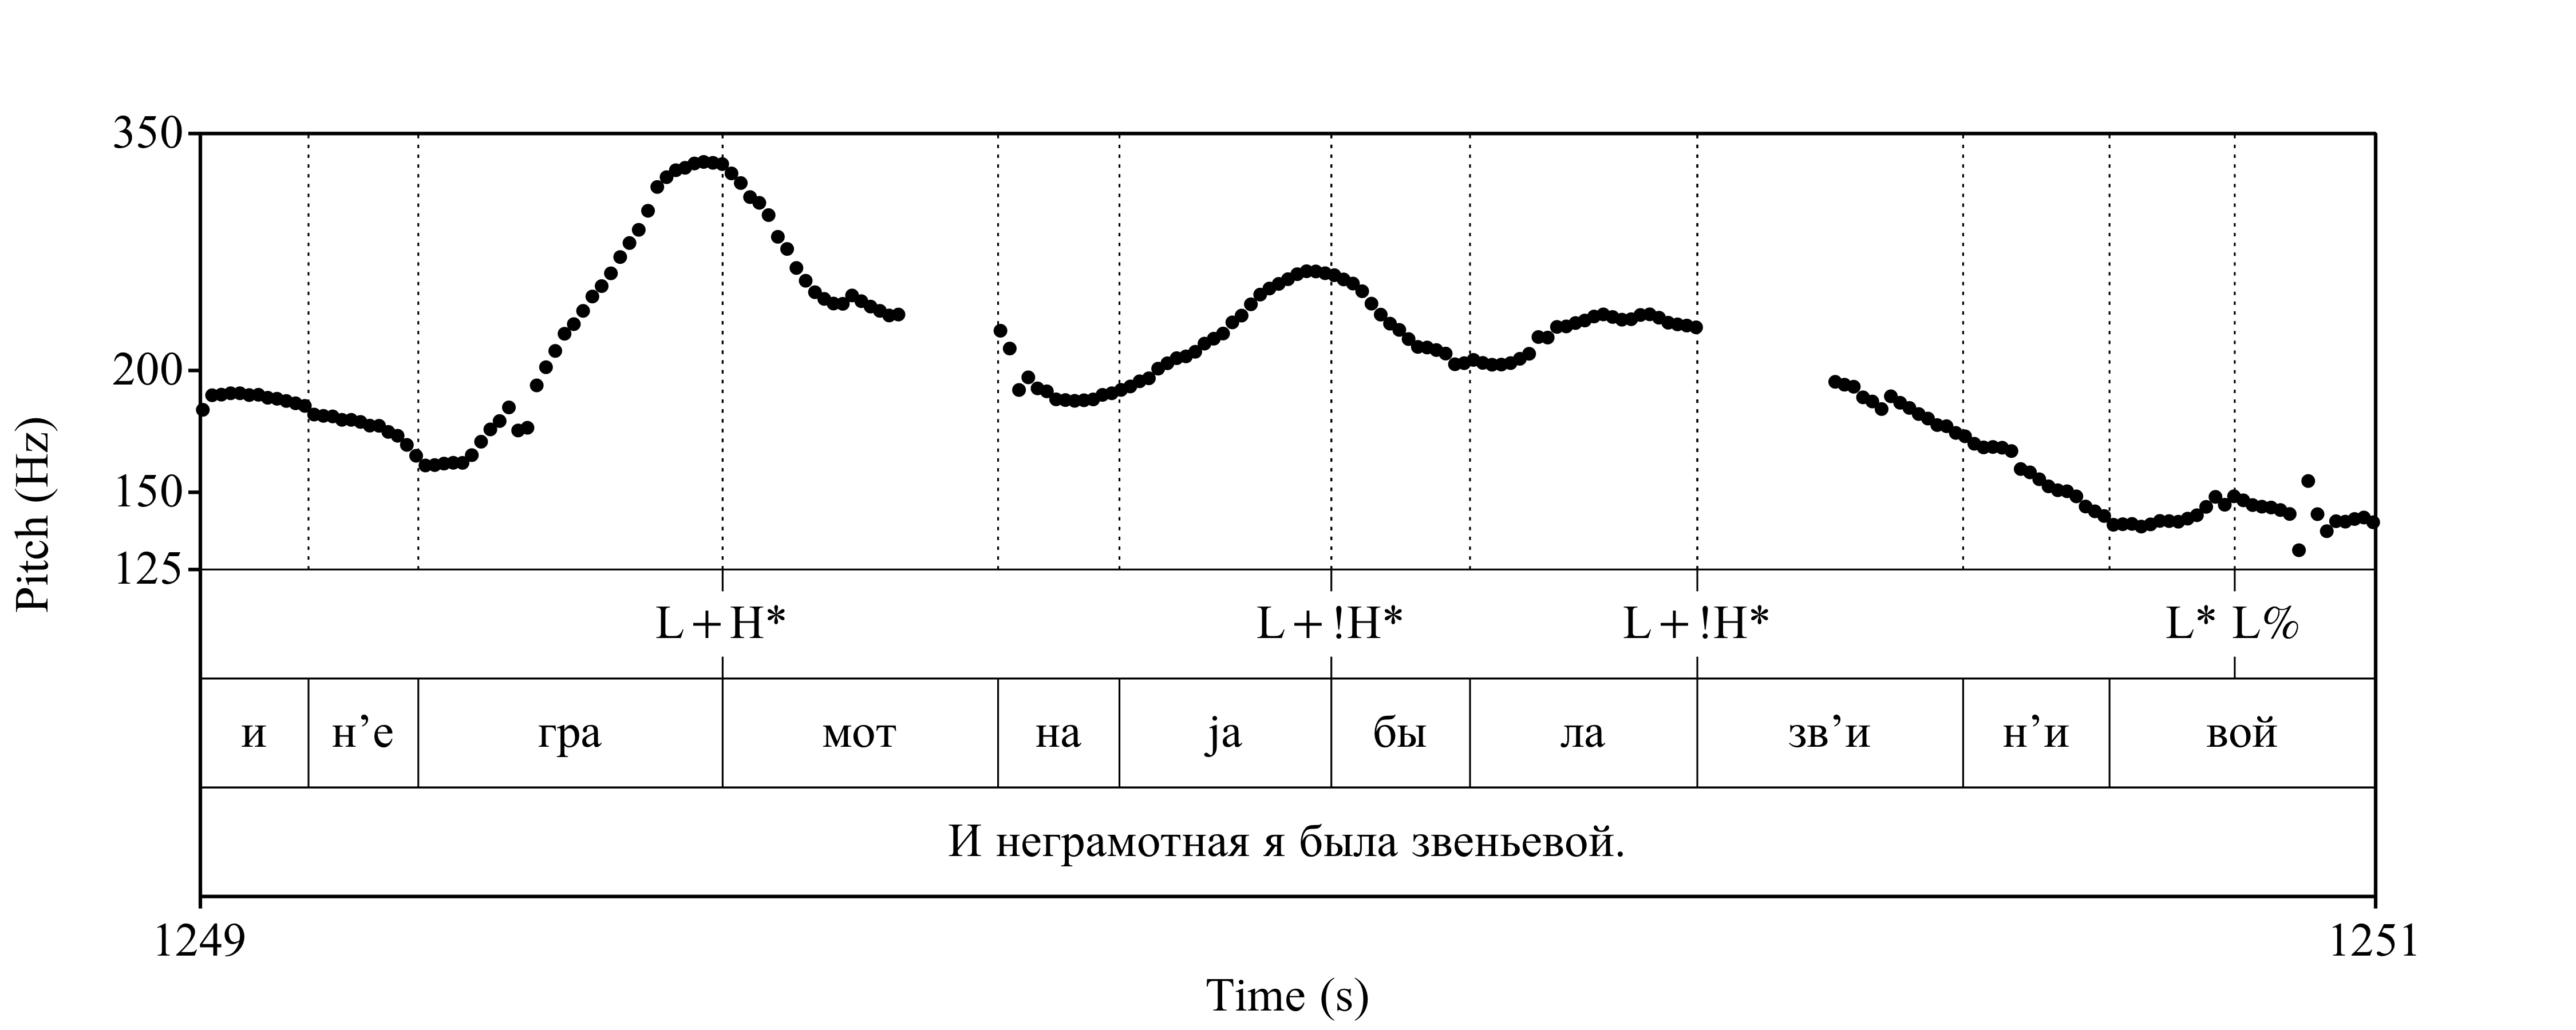 350
200
150
125
Pitch (Hz)
L+H* L+!H* L+!H* L* L%
и н’е гра мот на ја бы ла зв’и н’и вой
И неграмотная я была звеньевой.
1249 1251
Time (s)